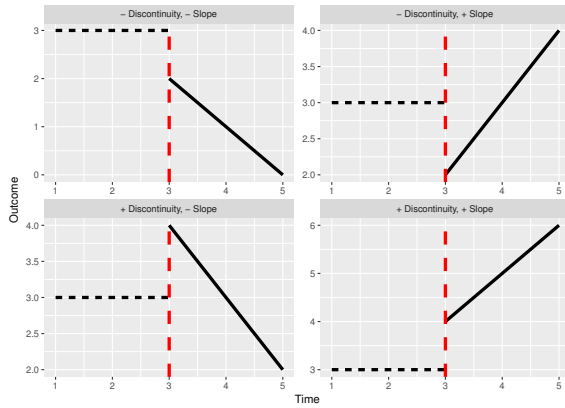 − Discontinuity, − Slope
− Discontinuity, + Slope
3
2
1
0
4.0
3.5
3.0
2.5
2.0
1 2 3 4 5
1 2 3 4 5
Outcome
+ Discontinuity, − Slope
+ Discontinuity, + Slope
4.0
3.5
3.0
2.5
2.0
6
5
4
3
1 2 3 4 5
1 2 3 4 5
Time